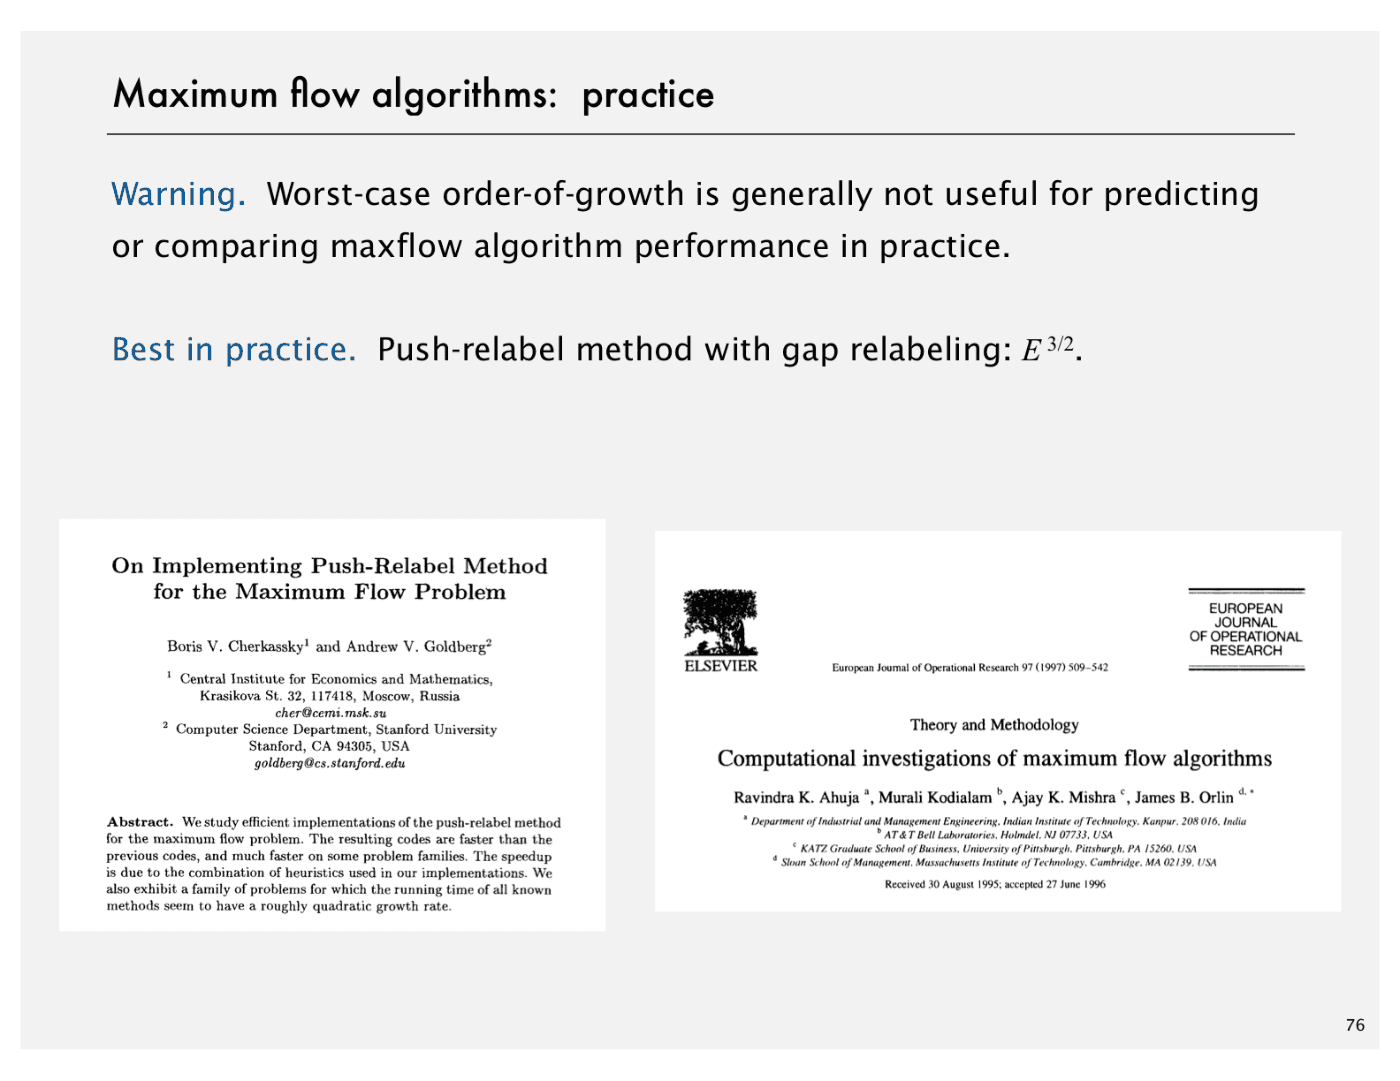 Maximum flow algorithms: practice
Warning. Worst-case order-of-growth is generally not useful for predicting
or comparing maxflow algorithm performance in practice.
Best in practice. Push-relabel method with gap relabeling: E 3/2.
On Implementing Push-Relabel Method
for the Maximum Flow Problem
Boris V. Cherkassky1 and Andrew V. Goldberg2
1 Central Institute for Economics and Mathematics,
Krasikova St. 32, 117418, Moscow, Russia
cher@cemi.msk.su
2 Computer Science Department, Stanford University
Stanford, CA 94305, USA
goldberg@cs.stanford.edu
Abstract. We study efficient implementations of the push-relabel method
for the maximum flow problem. The resulting codes are faster than the
previous codes, and much faster on some problem families. The speedup
is due to the combination of heuristics used in our implementations. We
also exhibit a family of problems for which the running time of all known
methods seem to have a roughly quadratic growth rate.
ELSEVIER
European Journal of Operational Research 97 (1997) 509–542
EUROPEAN
JOURNAL
OF OPERATIONAL
RESEARCH
Theory and Methodology
Computational investigations of maximum flow algorithms
Ravindra K. Ahuja a, Murali Kodialam b, Ajay K. Mishra c, James B. Orlin d, *
a Department of Industrial and Management Engineering, Indian Institute of Technology, Kanpur, 208 016, India
b AT & T Bell Laboratories, Holmdel, NJ 07733, USA
c KATZ Graduate School of Business, University of Pittsburgh, Pittsburgh, PA 15260, USA
d Sloan School of Management, Massachusetts Institute of Technology, Cambridge, MA 02139, USA
Received 30 August 1995; accepted 27 June 1996
76